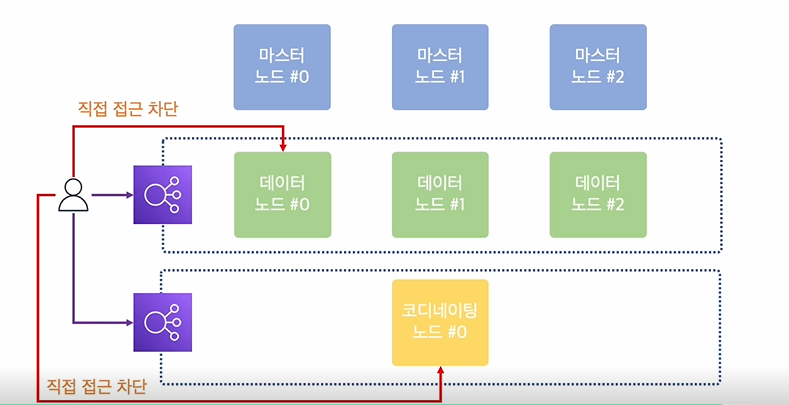 마스터
노드 #0
마스터
노드 #1
마스터
노드 #2
직접 접근 차단
데이터
노드 #0
데이터
노드 #1
데이터
노드 #2
코디네이팅
노드 #0
직접 접근 차단